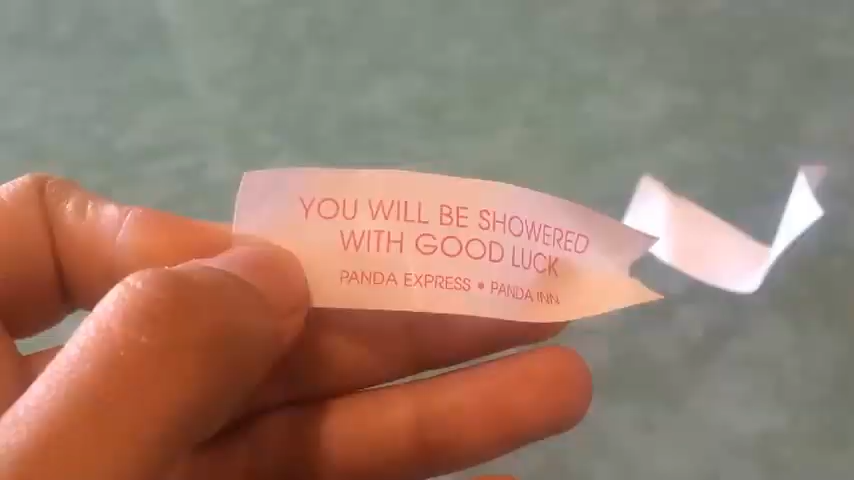 YOU WILL BE SHOWERED
WITH GOOD LUCK
PANDA EXPRESS • PANDA INN